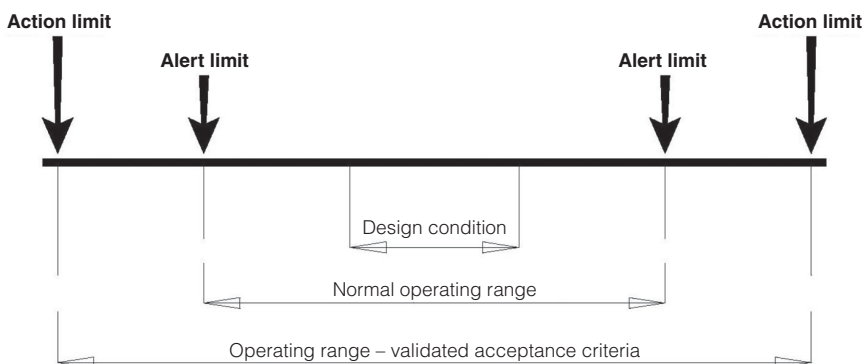 Action limit
Action limit
Alert limit
Alert limit
Design condition
Normal operating range
Operating range – validated acceptance criteria